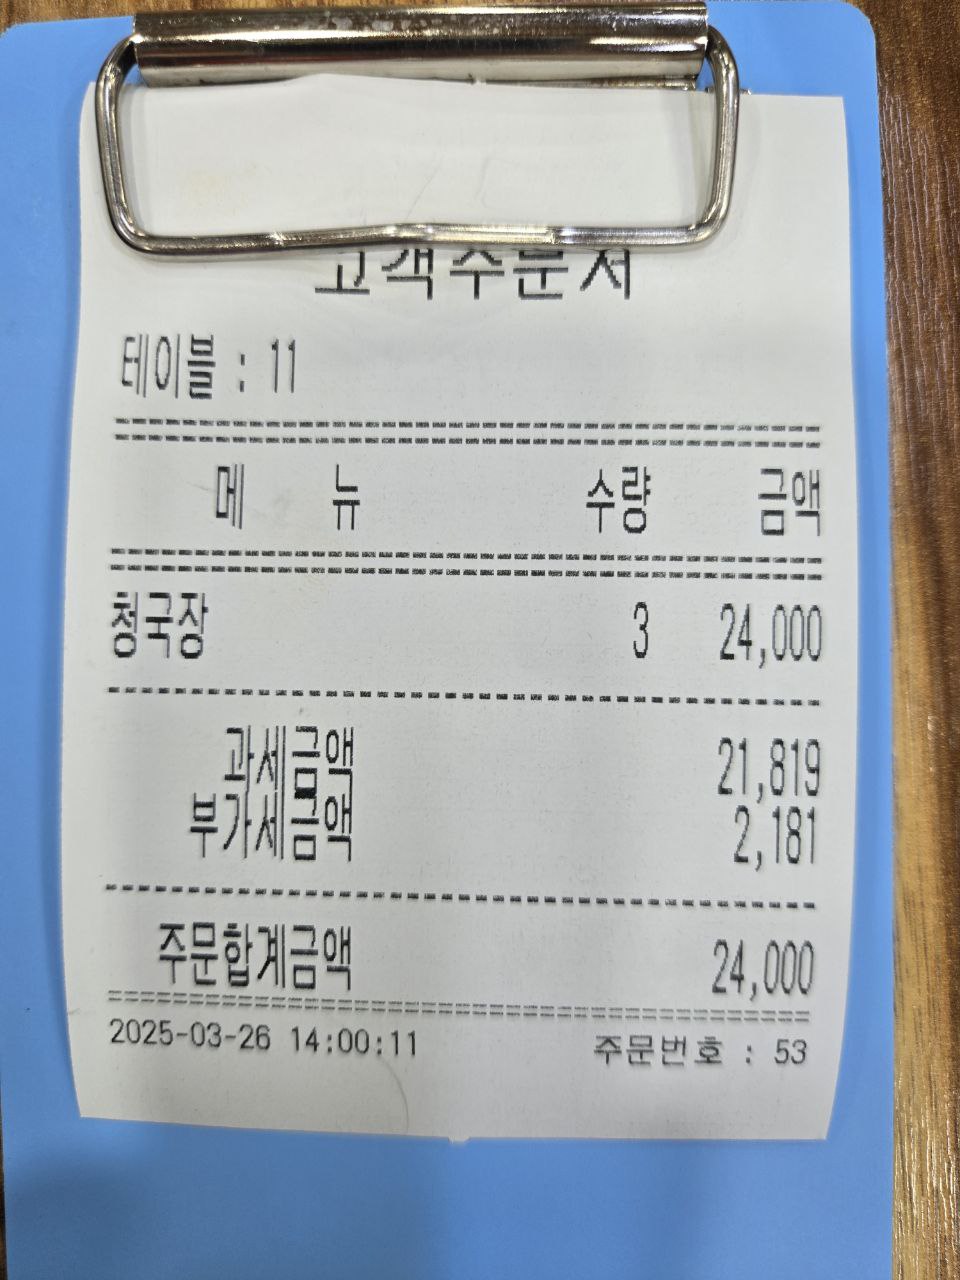 고객주문서
테이블 : 11
메 뉴 수량 금액
청국장 3 24,000
과세금액 21,819
부가세금액 2,181
주문합계금액 24,000
2025-03-26 14:00:11 주문번호 : 53